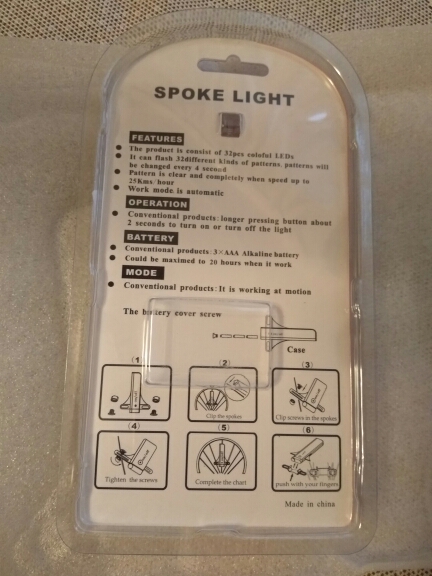 SPOKE LIGHT
FEATURES
The product is consist of 32pcs coloful LEDs
It can flash 32different kinds of patterns, patterns will
be changed every 4 second
Pattern is clear and completely when speed up to
25Kms/hour
Work mode is automatic
OPERATION
Conventional products: longer pressing button about
2 seconds to turn on or turn off the light
BATTERY
Conventional products: 3×AAA Alkaline battery
Could be maximed to 20 hours when it work
MODE
Conventional products: It is working at motion
The battery cover screw
Case
(1)
(2)
(3)
Clip the spokes
Clip screws in the spokes
(4)
(5)
(6)
Tighten the screws
Complete the chart
push with your fingers
Made in china